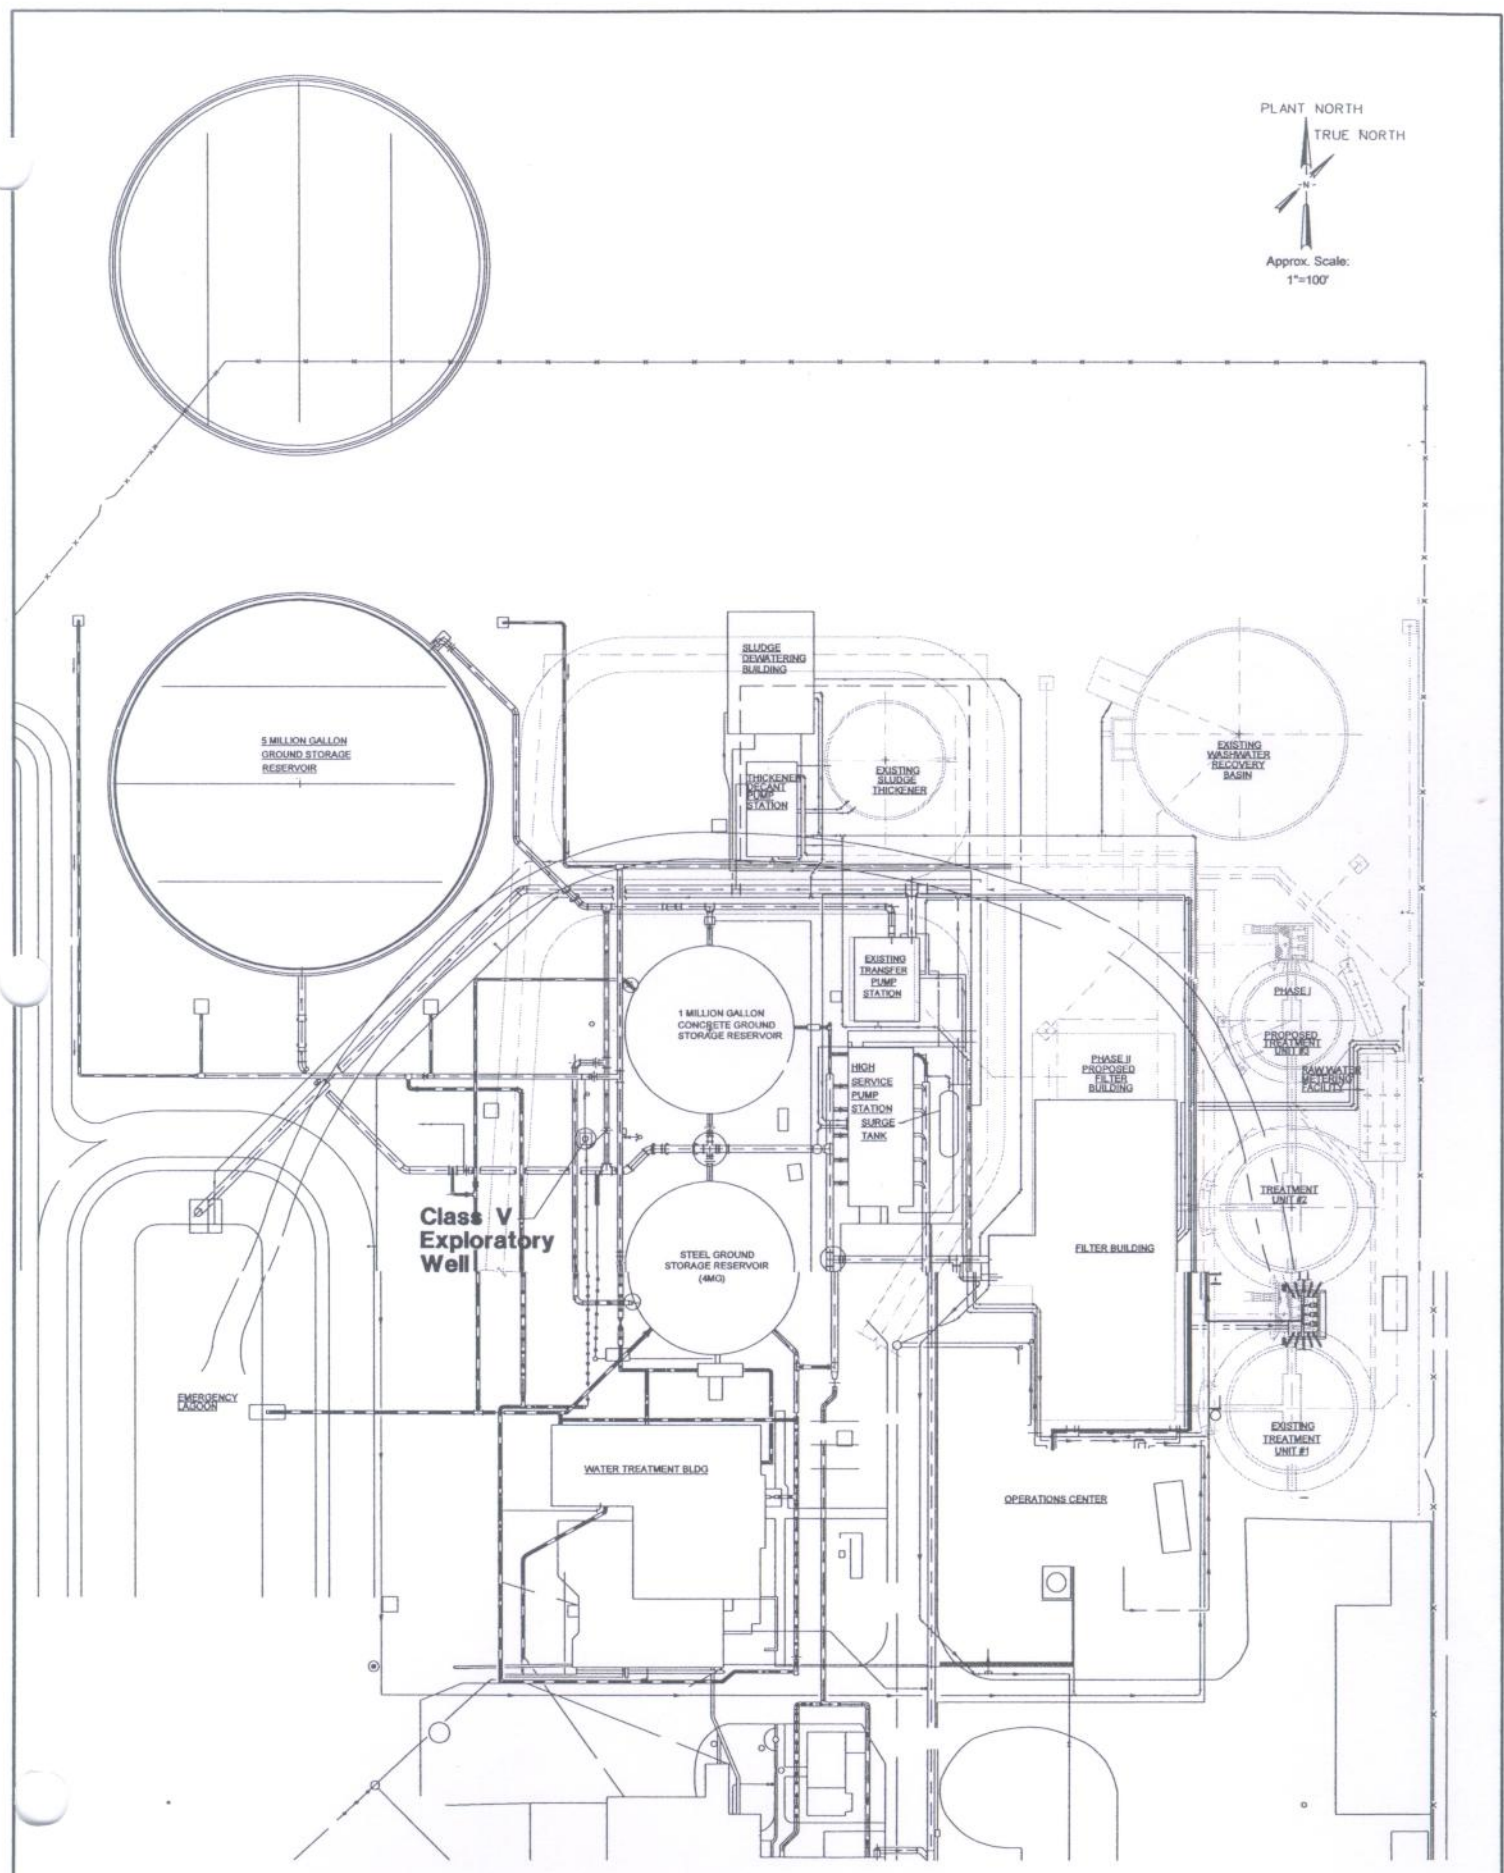 PLANT NORTH
TRUE NORTH
-N-
Approx. Scale:
1"=100'
SLUDGE
DEWATERING
BUILDING
5 MILLION GALLON
GROUND STORAGE
RESERVOIR
THICKENER
DECANT
PUMP
STATION
EXISTING
SLUDGE
THICKENER
EXISTING
WASHWATER
RECOVERY
BASIN
EXISTING
TRANSFER
PUMP
STATION
1 MILLION GALLON
CONCRETE GROUND
STORAGE RESERVOIR
PHASE I
PROPOSED
TREATMENT
UNIT #3
HIGH
SERVICE
PUMP
STATION
SURGE
TANK
PHASE II
PROPOSED
FILTER
BUILDING
RAW WATER
METERING
FACILITY
TREATMENT
UNIT #2
Class V
Exploratory
Well
STEEL GROUND
STORAGE RESERVOIR
(4MG)
FILTER BUILDING
EMERGENCY
LAGOON
EXISTING
TREATMENT
UNIT #1
WATER TREATMENT BLDG
OPERATIONS CENTER